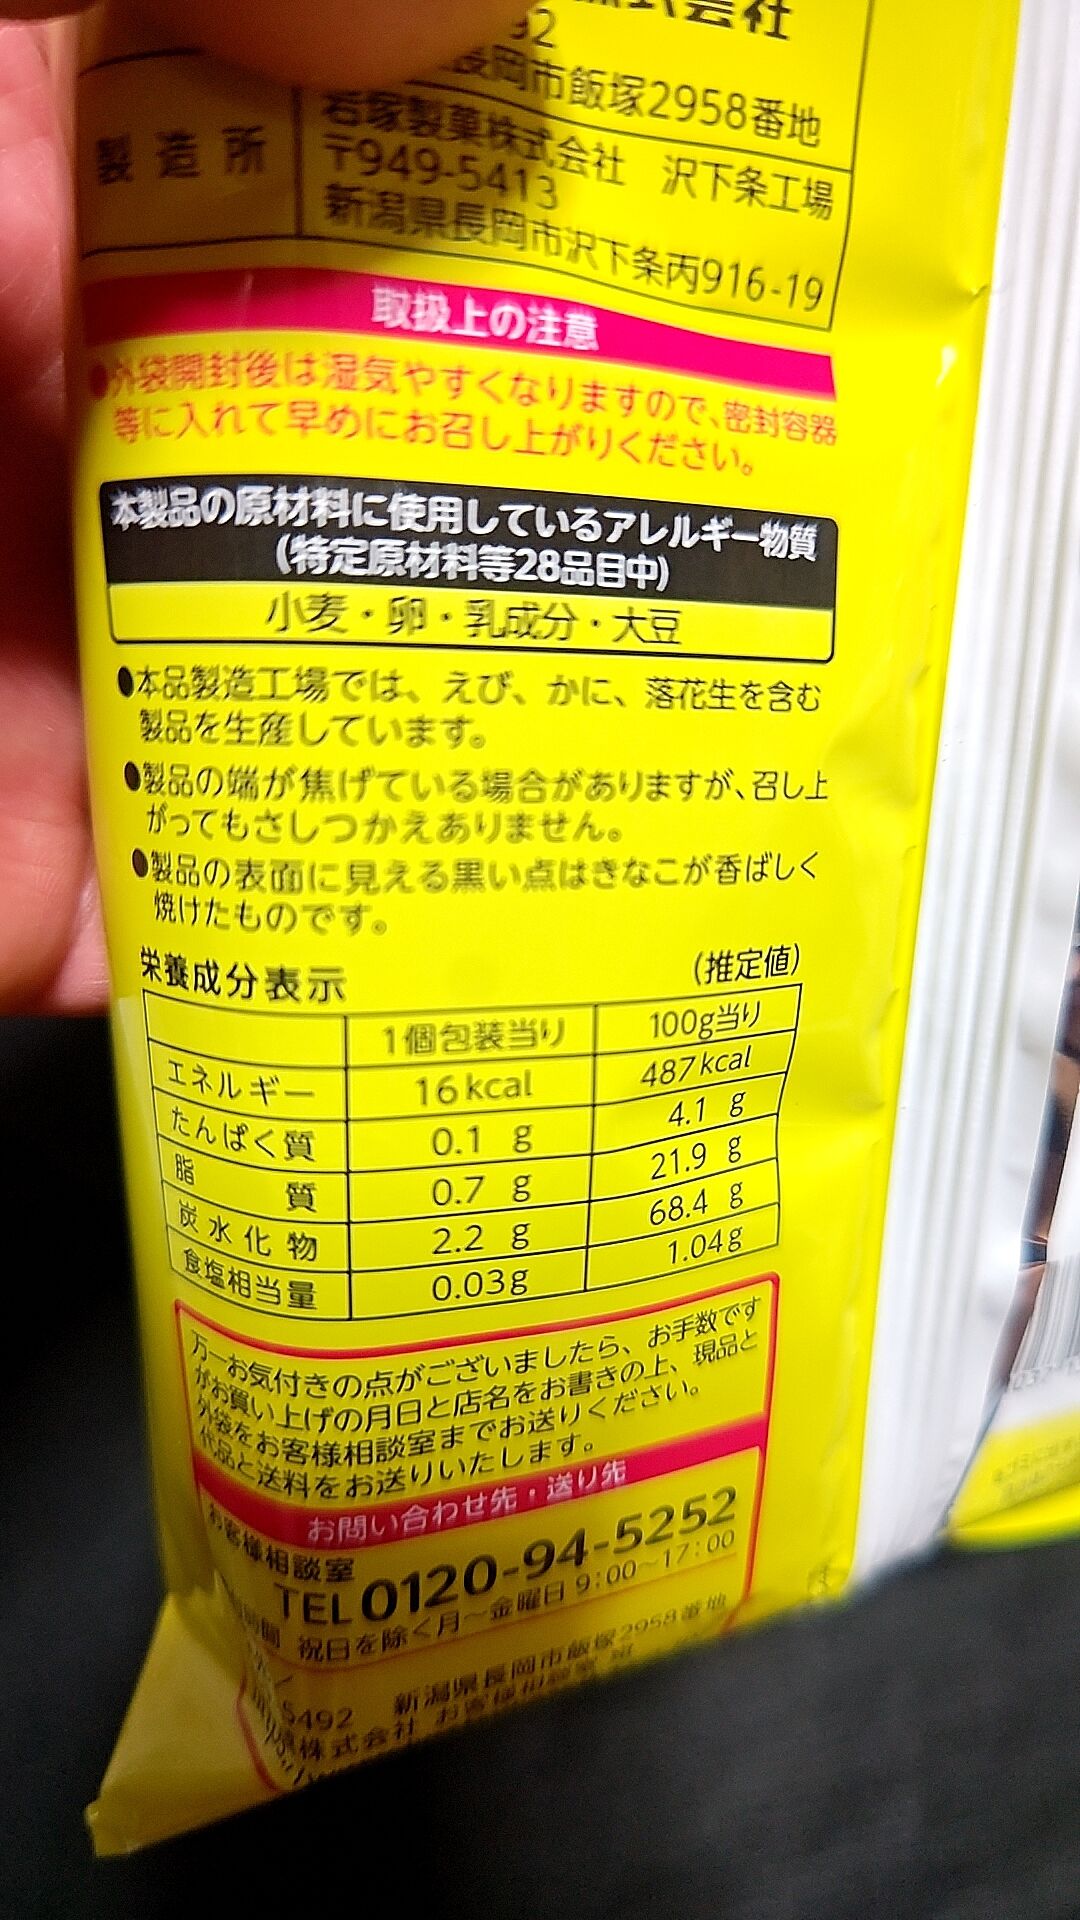 式会社
92
長岡市飯塚2958番地
製造所
岩塚製菓株式会社 沢下条工場
〒949-5413
新潟県長岡市沢下条丙916-19
取扱上の注意
●外袋開封後は湿気やすくなりますので、密封容器
等に入れて早めにお召し上がりください。
本製品の原材料に使用しているアレルギー物質
(特定原材料等28品目中)
小麦・卵・乳成分・大豆
●本品製造工場では、えび、かに、落花生を含む
製品を生産しています。
●製品の端が焦げている場合がありますが、召し上
がってもさしつかえありません。
●製品の表面に見える黒い点はきなこが香ばしく
焼けたものです。
栄養成分表示 (推定値)
1個包装当り 100g当り
エネルギー 16kcal 487kcal
たんぱく質 0.1 g 4.1 g
脂質 0.7 g 21.9 g
炭水化物 2.2 g 68.4 g
食塩相当量 0.03g 1.04g
万一お気付きの点がございましたら、お手数です
がお買い上げの月日と店名をお書きの上、現品と
外袋をお客様相談室までお送りください。
代品と送料をお送りいたします。
お問い合わせ先・送り先
お客様相談室
TEL 0120-94-5252
時間 祝日を除く月~金曜日 9:00~17:00
5492 新潟県長岡市飯塚2958番地
株式会社 お客様相談室